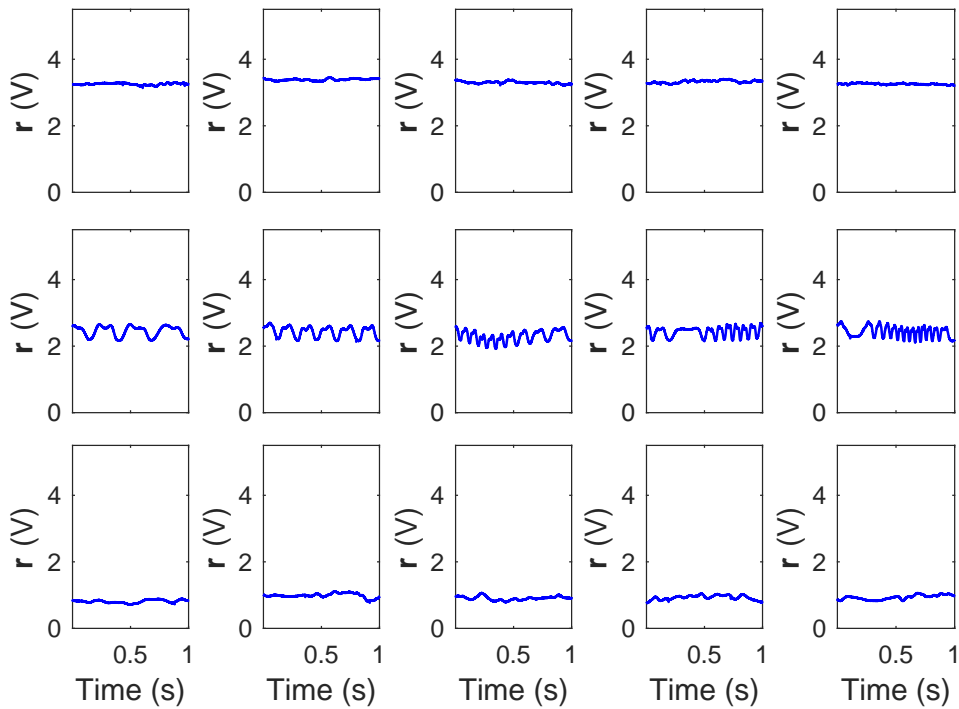 4 4 4 4 4
r (V) r (V) r (V) r (V) r (V)
2 2 2 2 2
0 0 0 0 0
4 4 4 4 4
r (V) r (V) r (V) r (V) r (V)
2 2 2 2 2
0 0 0 0 0
4 4 4 4 4
r (V) r (V) r (V) r (V) r (V)
2 2 2 2 2
0 0 0 0 0
0.5 1 0.5 1 0.5 1 0.5 1 0.5 1
Time (s) Time (s) Time (s) Time (s) Time (s)